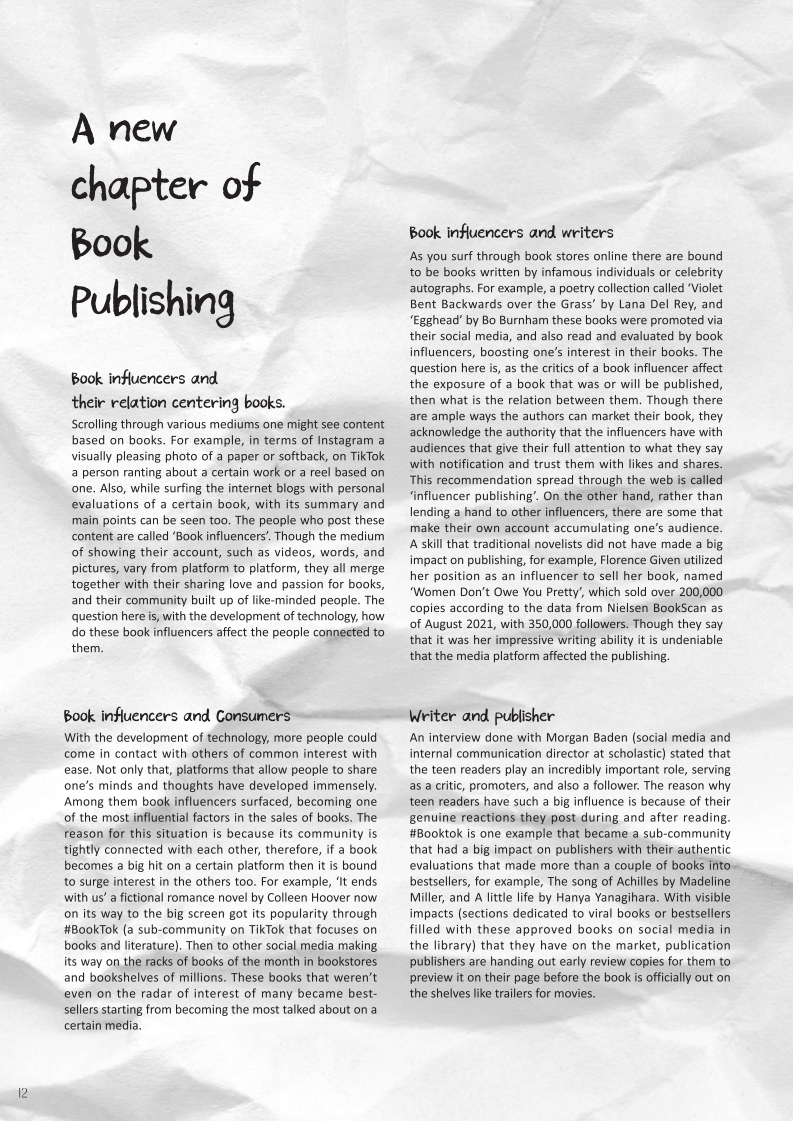 A new
chapter of
Book
Publishing
Book influencers and
their relation centering books.
Scrolling through various mediums one might see content
based on books. For example, in terms of Instagram a
visually pleasing photo of a paper or softback, on TikTok
a person ranting about a certain work or a reel based on
one. Also, while surfing the internet blogs with personal
evaluations of a certain book, with its summary and
main points can be seen too. The people who post these
content are called ‘Book influencers’. Though the medium
of showing their account, such as videos, words, and
pictures, vary from platform to platform, they all merge
together with their sharing love and passion for books,
and their community built up of like-minded people. The
question here is, with the development of technology, how
do these book influencers affect the people connected to
them.
Book influencers and Consumers
With the development of technology, more people could
come in contact with others of common interest with
ease. Not only that, platforms that allow people to share
one’s minds and thoughts have developed immensely.
Among them book influencers surfaced, becoming one
of the most influential factors in the sales of books. The
reason for this situation is because its community is
tightly connected with each other, therefore, if a book
becomes a big hit on a certain platform then it is bound
to surge interest in the others too. For example, ‘It ends
with us’ a fictional romance novel by Colleen Hoover now
on its way to the big screen got its popularity through
#BookTok (a sub-community on TikTok that focuses on
books and literature). Then to other social media making
its way on the racks of books of the month in bookstores
and bookshelves of millions. These books that weren’t
even on the radar of interest of many became best-
sellers starting from becoming the most talked about on a
certain media.
Book influencers and writers
As you surf through book stores online there are bound
to be books written by infamous individuals or celebrity
autographs. For example, a poetry collection called ‘Violet
Bent Backwards over the Grass’ by Lana Del Rey, and
‘Egghead’ by Bo Burnham these books were promoted via
their social media, and also read and evaluated by book
influencers, boosting one’s interest in their books. The
question here is, as the critics of a book influencer affect
the exposure of a book that was or will be published,
then what is the relation between them. Though there
are ample ways the authors can market their book, they
acknowledge the authority that the influencers have with
audiences that give their full attention to what they say
with notification and trust them with likes and shares.
This recommendation spread through the web is called
‘influencer publishing’. On the other hand, rather than
lending a hand to other influencers, there are some that
make their own account accumulating one’s audience.
A skill that traditional novelists did not have made a big
impact on publishing, for example, Florence Given utilized
her position as an influencer to sell her book, named
‘Women Don’t Owe You Pretty’, which sold over 200,000
copies according to the data from Nielsen BookScan as
of August 2021, with 350,000 followers. Though they say
that it was her impressive writing ability it is undeniable
that the media platform affected the publishing.
Writer and publisher
An interview done with Morgan Baden (social media and
internal communication director at scholastic) stated that
the teen readers play an incredibly important role, serving
as a critic, promoters, and also a follower. The reason why
teen readers have such a big influence is because of their
genuine reactions they post during and after reading.
#Booktok is one example that became a sub-community
that had a big impact on publishers with their authentic
evaluations that made more than a couple of books into
bestsellers, for example, The song of Achilles by Madeline
Miller, and A little life by Hanya Yanagihara. With visible
impacts (sections dedicated to viral books or bestsellers
filled with these approved books on social media in
the library) that they have on the market, publication
publishers are handing out early review copies for them to
preview it on their page before the book is officially out on
the shelves like trailers for movies.
12